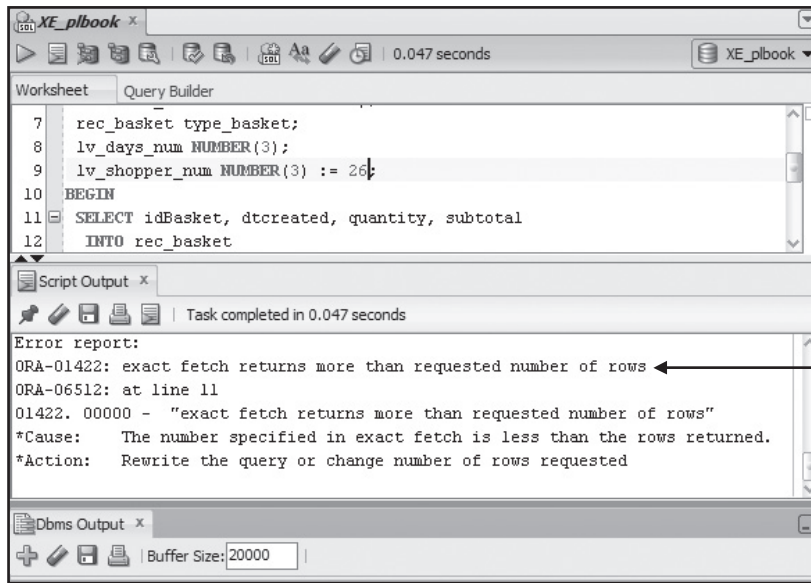 XE_plbook
0.047 seconds
XE_plbook
Worksheet Query Builder
7 rec_basket type_basket;
8 lv_days_num NUMBER(3);
9 lv_shopper_num NUMBER(3) := 26;
10 BEGIN
11 SELECT idBasket, dtcreated, quantity, subtotal
12 INTO rec_basket
Script Output
Task completed in 0.047 seconds
Error report:
ORA-01422: exact fetch returns more than requested number of rows
ORA-06512: at line 11
01422. 00000 - "exact fetch returns more than requested number of rows"
*Cause: The number specified in exact fetch is less than the rows returned.
*Action: Rewrite the query or change number of rows requested
Dbms Output
Buffer Size: 20000